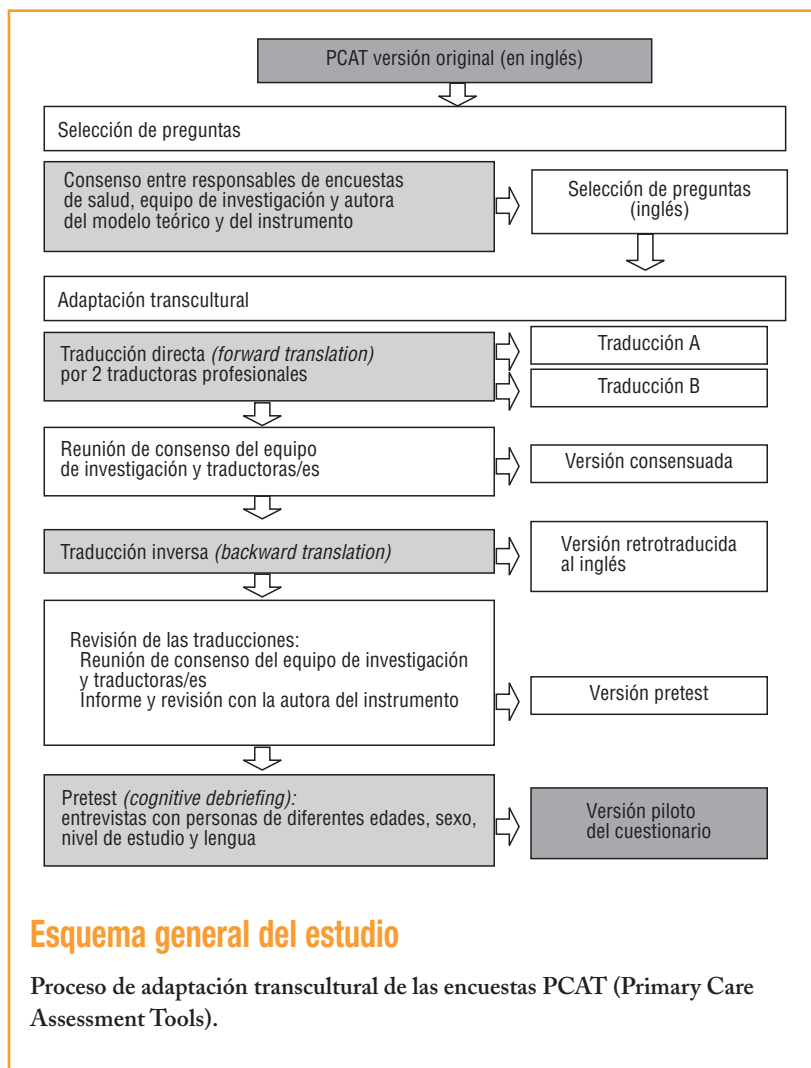 PCAT versión original (en inglés)
Selección de preguntas
Consenso entre responsables de encuestas
de salud, equipo de investigación y autora
del modelo teórico y del instrumento
Selección de preguntas
(inglés)
Adaptación transcultural
Traducción directa (forward translation)
por 2 traductoras profesionales
Traducción A
Traducción B
Reunión de consenso del equipo
de investigación y traductoras/es
Versión consensuada
Traducción inversa (backward translation)
Versión retrotraducida
al inglés
Revisión de las traducciones:
Reunión de consenso del equipo de investigación
y traductoras/es
Informe y revisión con la autora del instrumento
Versión pretest
Pretest (cognitive debriefing):
entrevistas con personas de diferentes edades, sexo,
nivel de estudio y lengua
Versión piloto
del cuestionario
Esquema general del estudio
Proceso de adaptación transcultural de las encuestas PCAT (Primary Care
Assessment Tools).